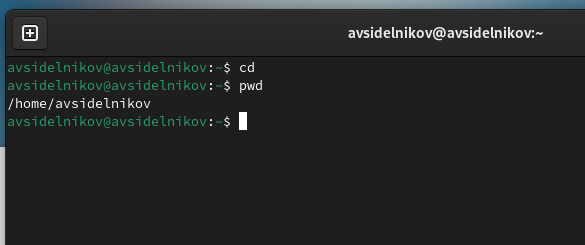 avsidelnikov@avsidelnikov:~
avsidelnikov@avsidelnikov:~$ cd
avsidelnikov@avsidelnikov:~$ pwd
/home/avsidelnikov
avsidelnikov@avsidelnikov:~$